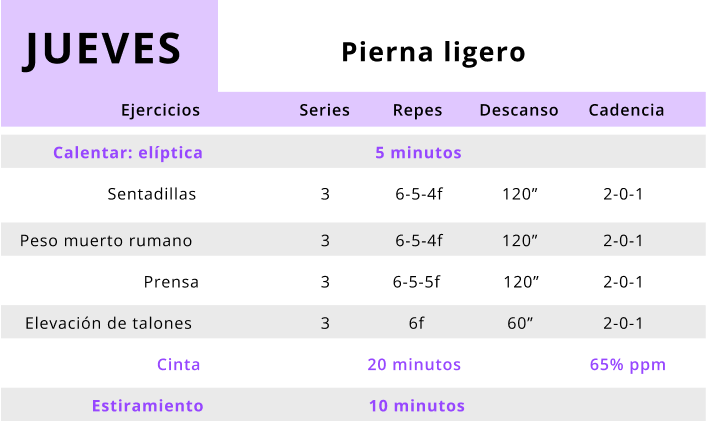 JUEVES
Pierna ligero
Ejercicios Series Repes Descanso Cadencia
Calentar: elíptica 5 minutos
Sentadillas 3 6-5-4f 120” 2-0-1
Peso muerto rumano 3 6-5-4f 120” 2-0-1
Prensa 3 6-5-5f 120” 2-0-1
Elevación de talones 3 6f 60” 2-0-1
Cinta 20 minutos 65% ppm
Estiramiento 10 minutos